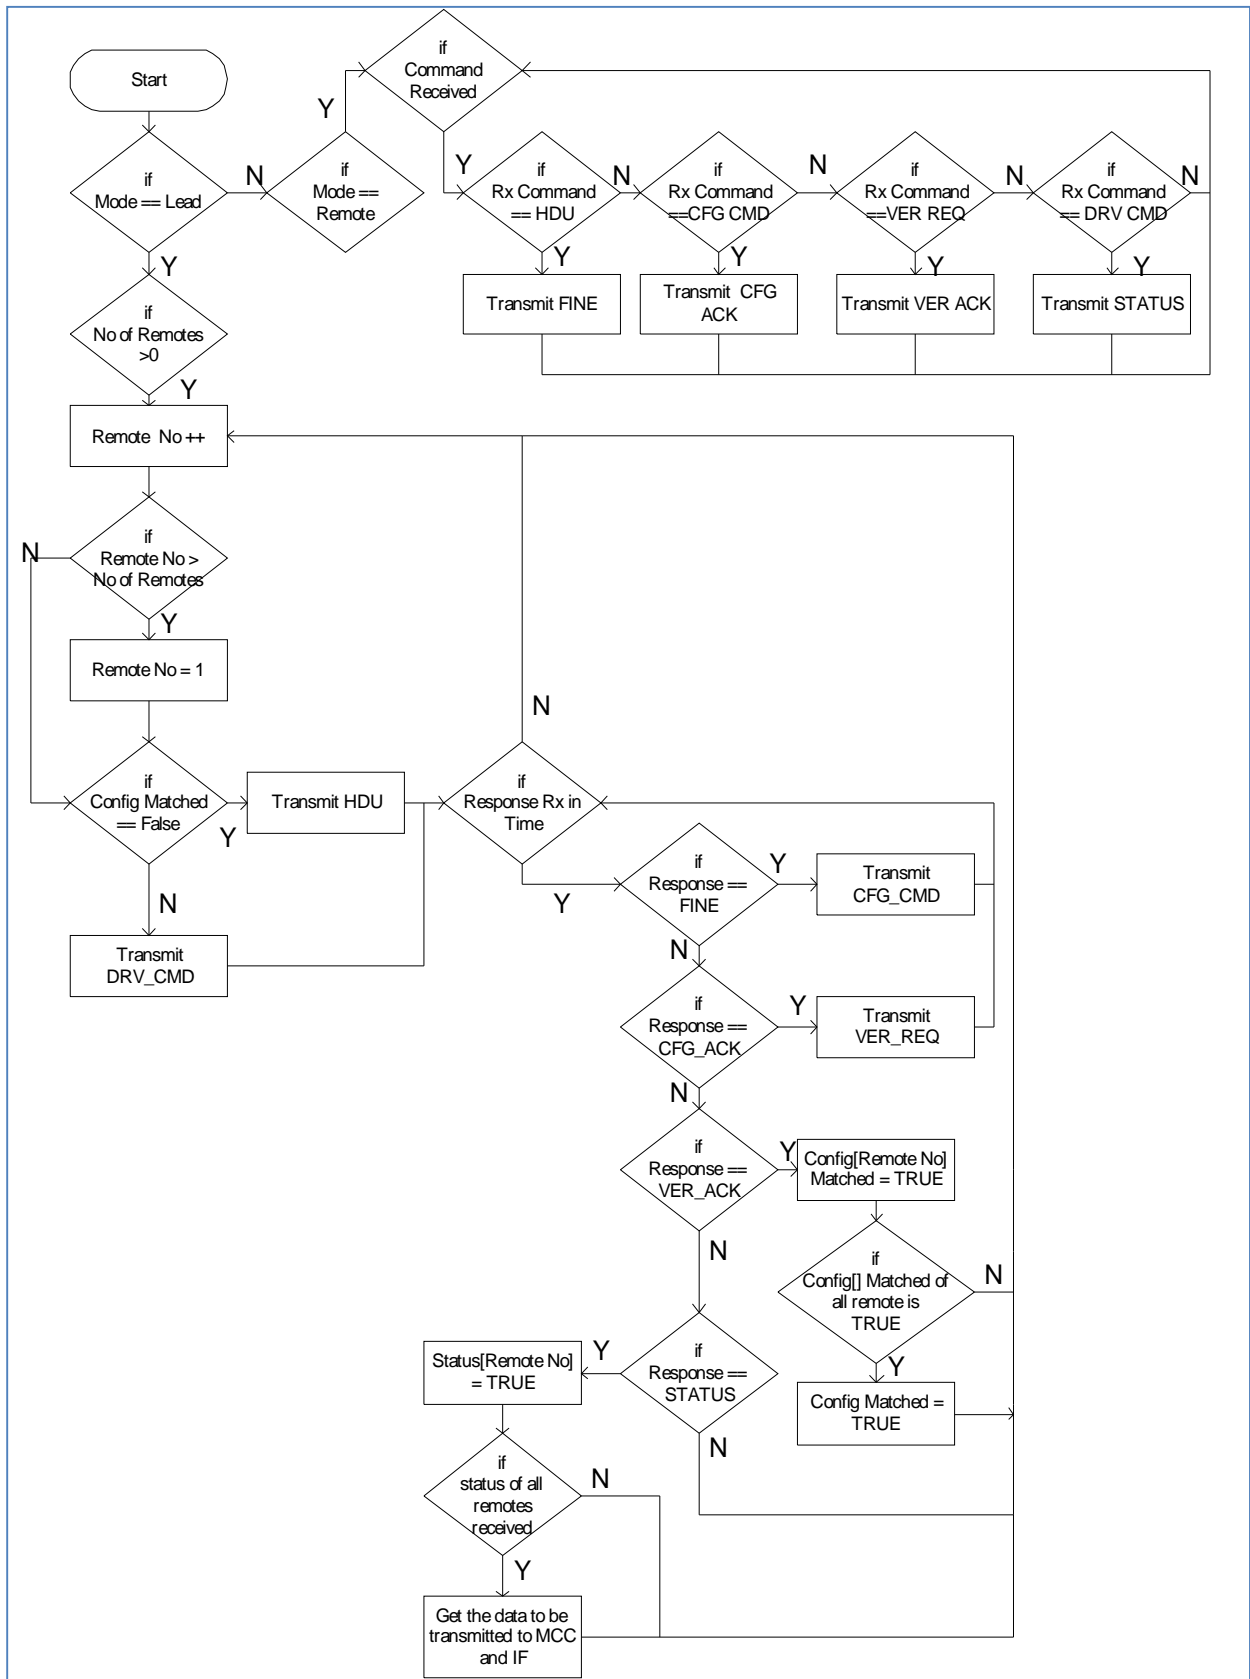 if
Command
Received
Start
Y
if
Mode == Lead
N
if
Mode ==
Remote
Y
if
Rx Command
== HDU
N
if
Rx Command
==CFG CMD
N
if
Rx Command
==VER REQ
N
if
Rx Command
== DRV CMD
N
Y
Y
Y
Y
Y
Transmit FINE
Transmit CFG
ACK
Transmit VER ACK
Transmit STATUS
if
No of Remotes
>0
Y
Remote No ++
N
if
Remote No >
No of Remotes
Y
Remote No = 1
N
if
Config Matched
== False
Y
Transmit HDU
if
Response Rx in
Time
Y
N
Transmit
DRV_CMD
if
Response ==
FINE
Y
Transmit
CFG_CMD
N
if
Response ==
CFG_ACK
Y
Transmit
VER_REQ
N
if
Response ==
VER_ACK
Y
Config[Remote No]
Matched = TRUE
N
if
Config[] Matched of
all remote is
TRUE
N
Y
Config Matched =
TRUE
if
Response ==
STATUS
Y
Status[Remote No]
= TRUE
N
if
status of all
remotes
received
N
Y
Get the data to be
transmitted to MCC
and IF